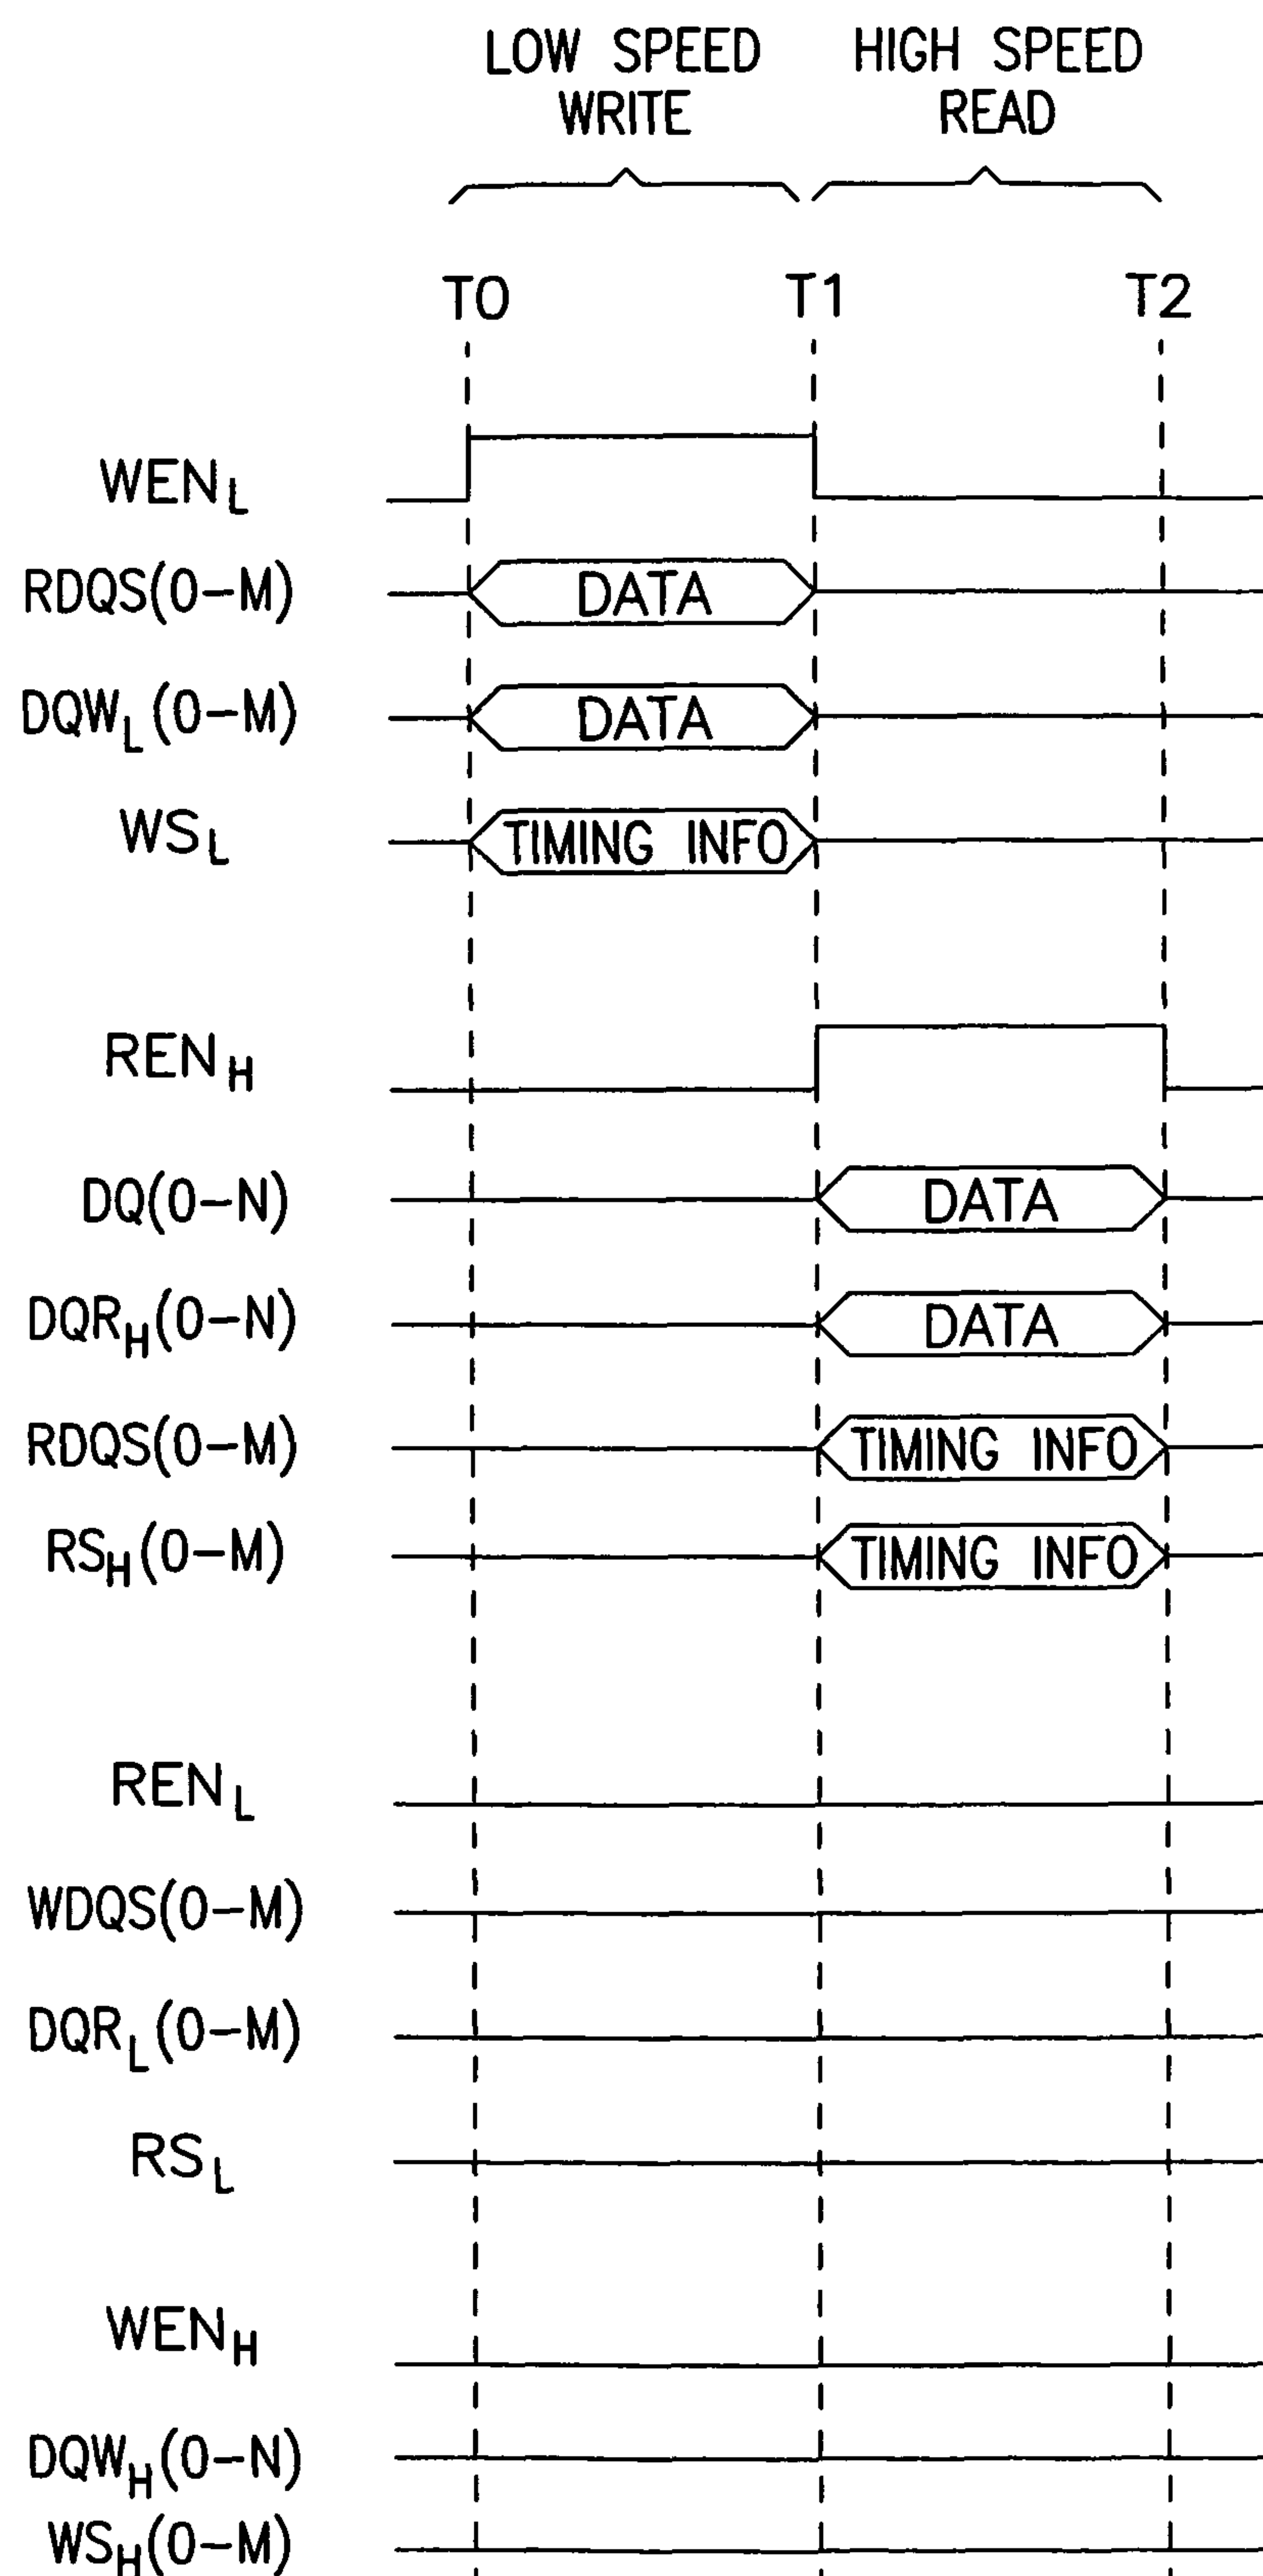 LOW SPEED WRITE
HIGH SPEED READ
T0 T1 T2
WEN_L
RDQS(0-M) DATA
DQW_L(0-M) DATA
WS_L TIMING INFO
REN_H
DQ(0-N) DATA
DQR_H(0-N) DATA
RDQS(0-M) TIMING INFO
RS_H(0-M) TIMING INFO
REN_L
WDQS(0-M)
DQR_L(0-M)
RS_L
WEN_H
DQW_H(0-N)
WS_H(0-M)